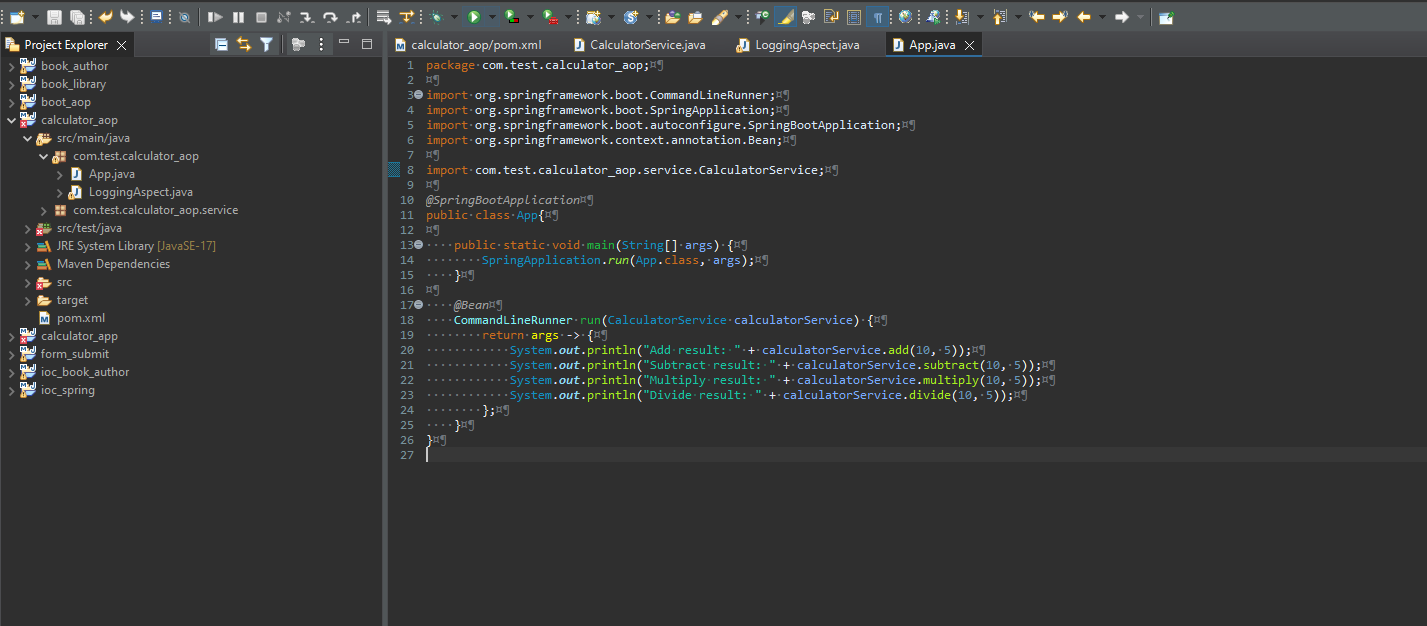 Project Explorer
book_author
book_library
boot_aop
calculator_aop
src/main/java
com.test.calculator_aop
App.java
LoggingAspect.java
com.test.calculator_aop.service
src/test/java
JRE System Library [JavaSE-17]
Maven Dependencies
src
target
pom.xml
calculator_app
form_submit
ioc_book_author
ioc_spring
calculator_aop/pom.xml CalculatorService.java LoggingAspect.java App.java
1 package com.test.calculator_aop;
2
3 import org.springframework.boot.CommandLineRunner;
4 import org.springframework.boot.SpringApplication;
5 import org.springframework.boot.autoconfigure.SpringBootApplication;
6 import org.springframework.context.annotation.Bean;
7
8 import com.test.calculator_aop.service.CalculatorService;
9
10 @SpringBootApplication
11 public class App{
12
13 public static void main(String[] args) {
14 SpringApplication.run(App.class, args);
15 }
16
17 @Bean
18 CommandLineRunner run(CalculatorService calculatorService) {
19 return args -> {
20 System.out.println("Add result: " + calculatorService.add(10, 5));
21 System.out.println("Subtract result: " + calculatorService.subtract(10, 5));
22 System.out.println("Multiply result: " + calculatorService.multiply(10, 5));
23 System.out.println("Divide result: " + calculatorService.divide(10, 5));
24 };
25 }
26 }
27